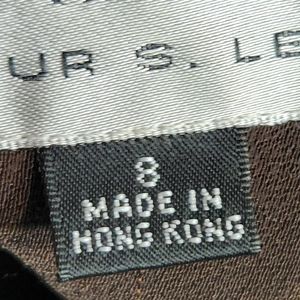 UR S. LE
8
MADE IN
HONG KONG